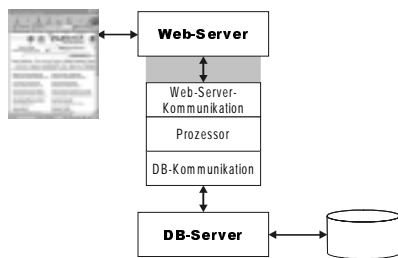 Web-Server
Web-Server-
Kommunikation
Prozessor
DB-Kommunikation
DB-Server